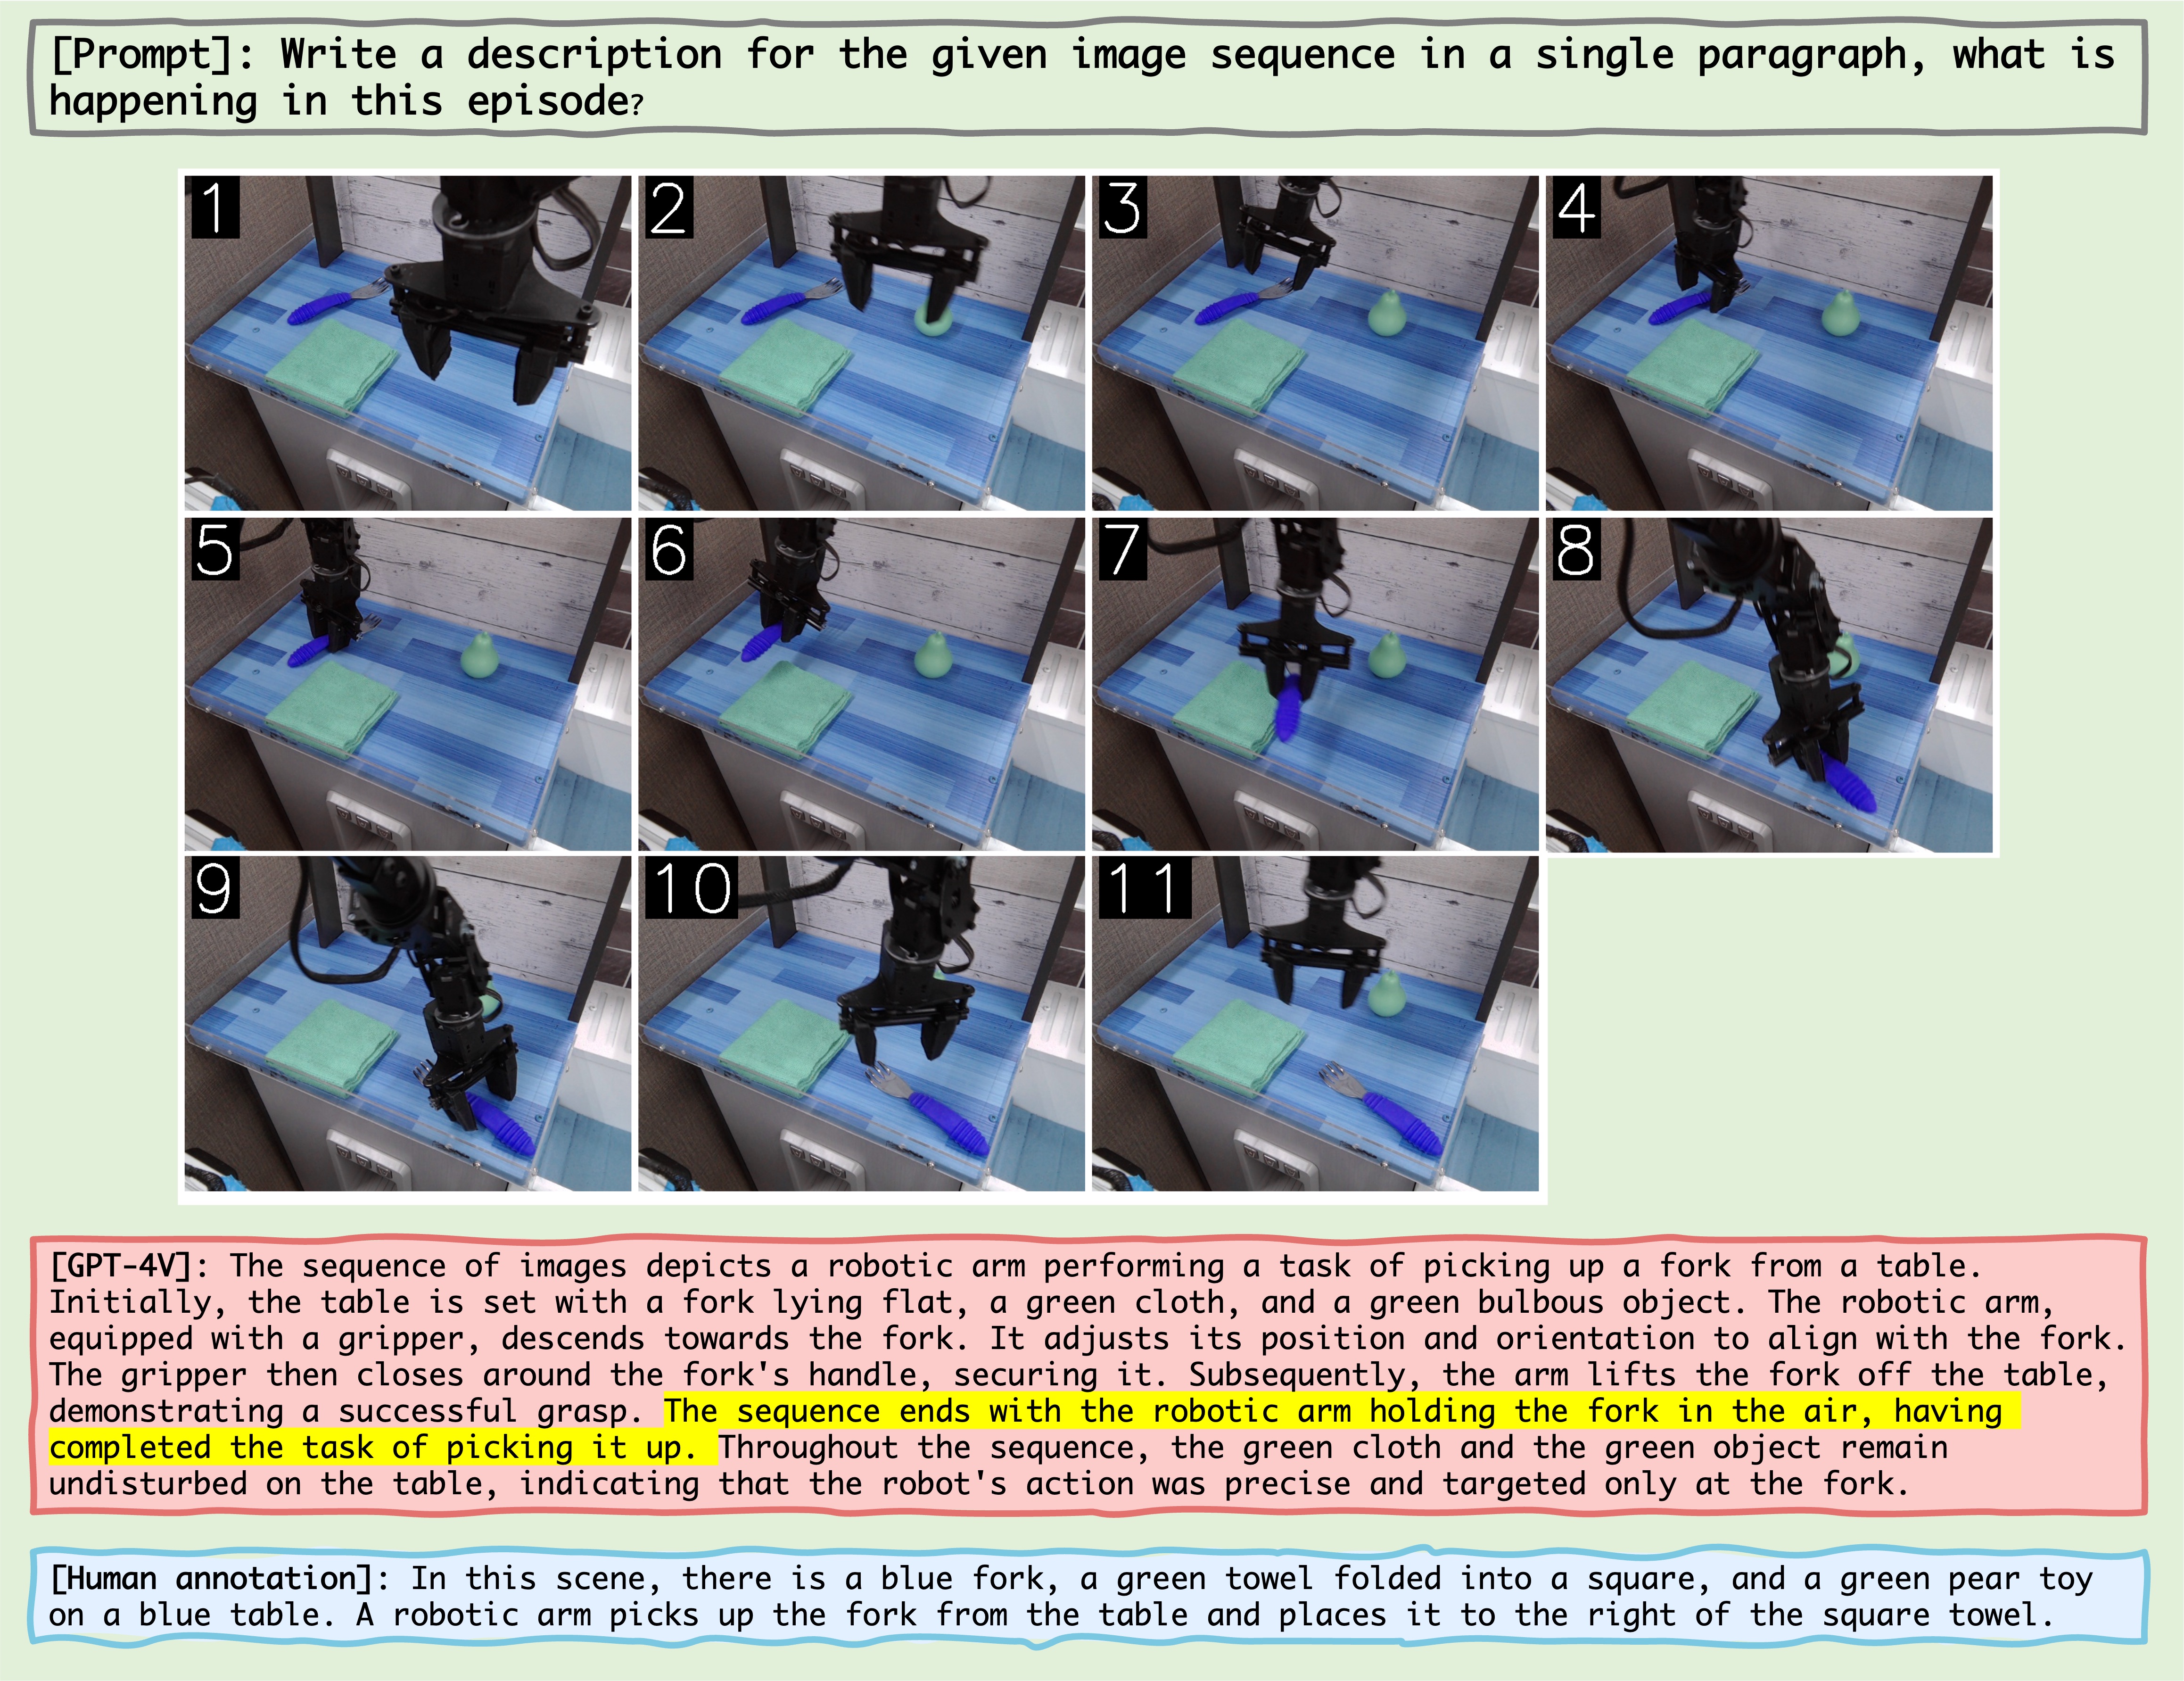 [Prompt]: Write a description for the given image sequence in a single paragraph, what is
happening in this episode?
1
2
3
4
5
6
7
8
9
10
11
[GPT-4V]: The sequence of images depicts a robotic arm performing a task of picking up a fork from a table.
Initially, the table is set with a fork lying flat, a green cloth, and a green bulbous object. The robotic arm,
equipped with a gripper, descends towards the fork. It adjusts its position and orientation to align with the fork.
The gripper then closes around the fork's handle, securing it. Subsequently, the arm lifts the fork off the table,
demonstrating a successful grasp. The sequence ends with the robotic arm holding the fork in the air, having
completed the task of picking it up. Throughout the sequence, the green cloth and the green object remain
undisturbed on the table, indicating that the robot's action was precise and targeted only at the fork.
[Human annotation]: In this scene, there is a blue fork, a green towel folded into a square, and a green pear toy
on a blue table. A robotic arm picks up the fork from the table and places it to the right of the square towel.